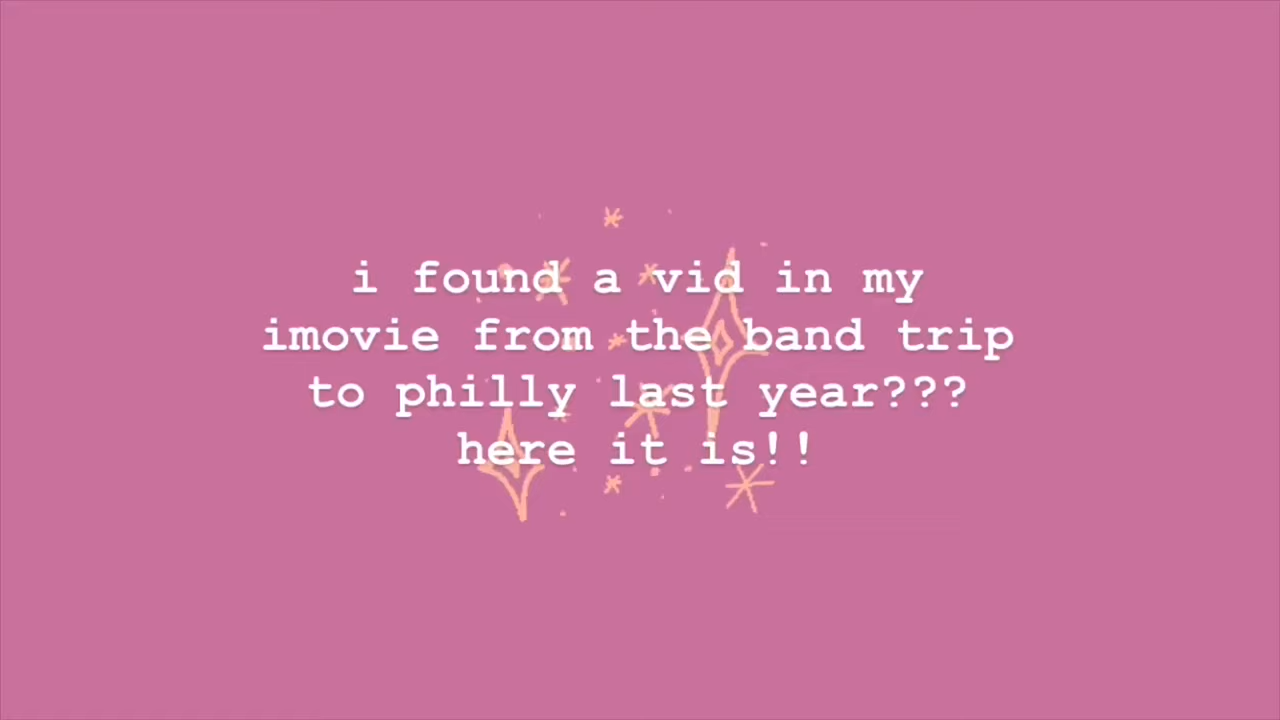 i found a vid in my
imovie from the band trip
to philly last year???
here it is!!